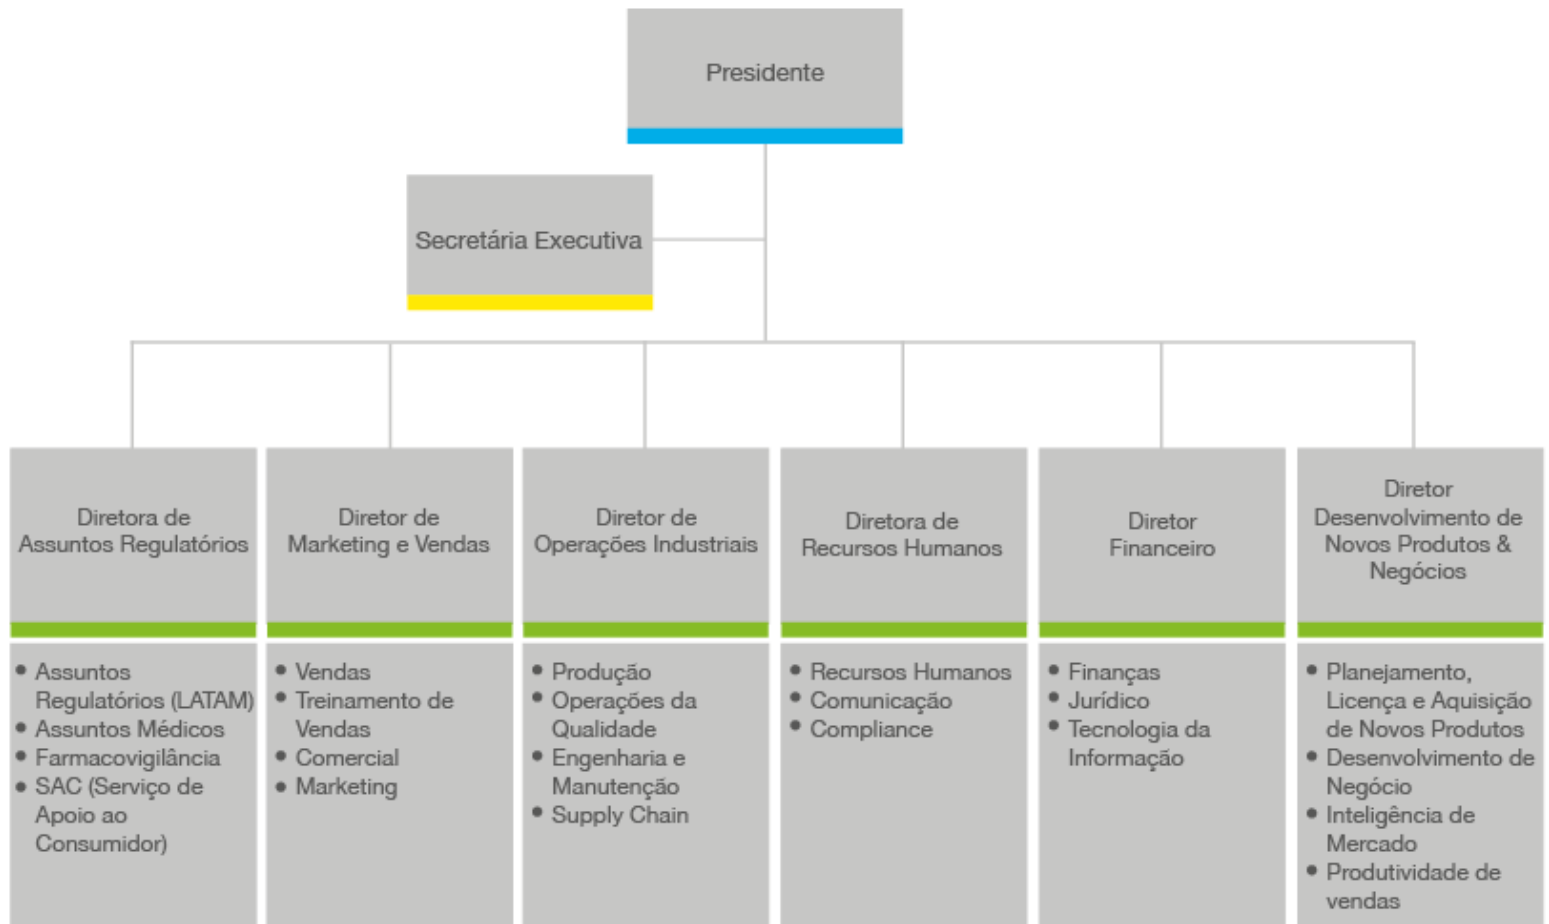 Presidente
Secretária Executiva
Diretora de
Assuntos Regulatórios
Diretor de
Marketing e Vendas
Diretor de
Operações Industriais
Diretora de
Recursos Humanos
Diretor
Financeiro
Diretor
Desenvolvimento de
Novos Produtos &
Negócios
• Assuntos
Regulatórios (LATAM)
• Assuntos Médicos
• Farmacovigilância
• SAC (Serviço de
Apoio ao
Consumidor)
• Vendas
• Treinamento de
Vendas
• Comercial
• Marketing
• Produção
• Operações da
Qualidade
• Engenharia e
Manutenção
• Supply Chain
• Recursos Humanos
• Comunicação
• Compliance
• Finanças
• Jurídico
• Tecnologia da
Informação
• Planejamento,
Licença e Aquisição
de Novos Produtos
• Desenvolvimento de
Negócio
• Inteligência de
Mercado
• Produtividade de
vendas